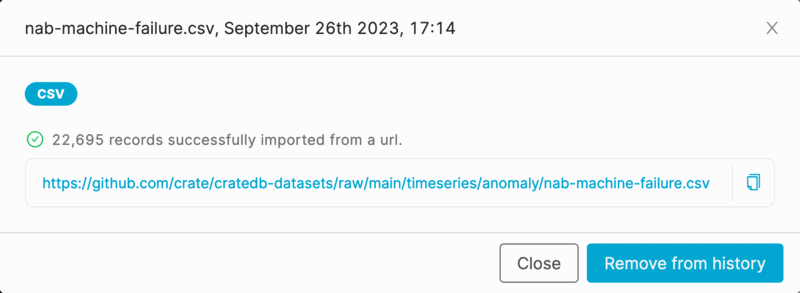 nab-machine-failure.csv, September 26th 2023, 17:14
CSV
22,695 records successfully imported from a url.
https://github.com/crate/cratedb-datasets/raw/main/timeseries/anomaly/nab-machine-failure.csv
Close
Remove from history